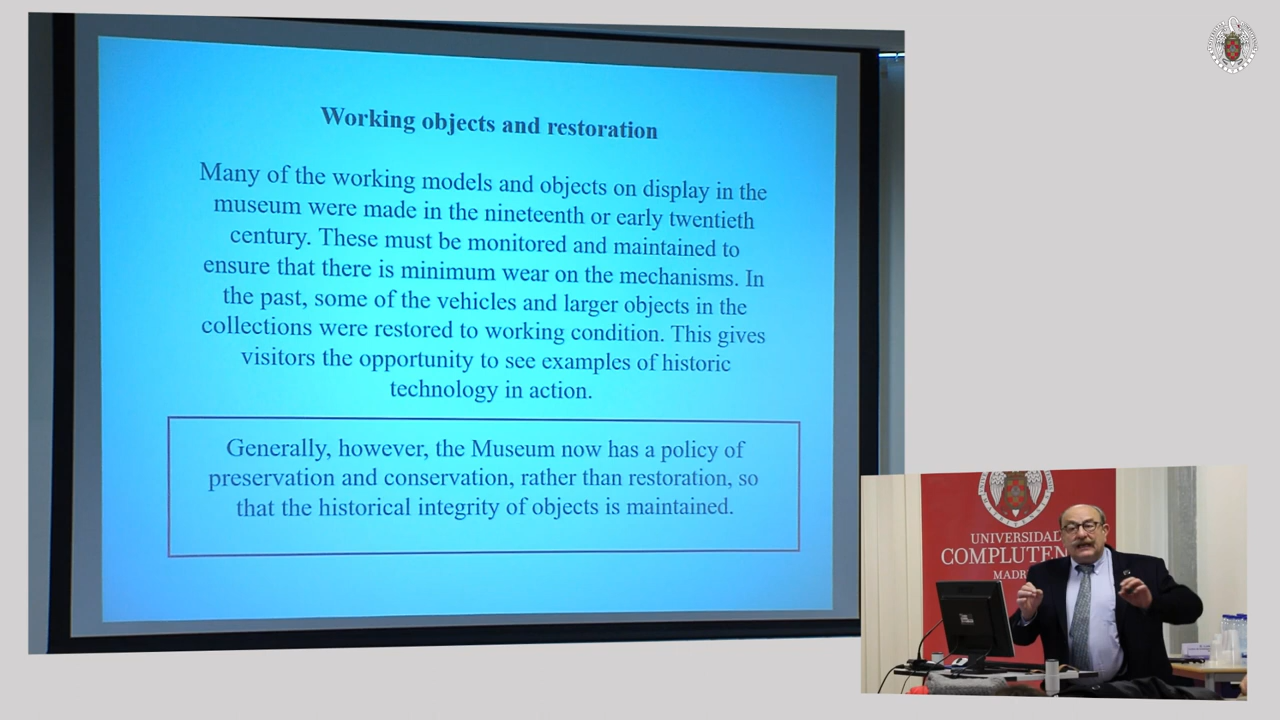 Working objects and restoration
Many of the working models and objects on display in the
museum were made in the nineteenth or early twentieth
century. These must be monitored and maintained to
ensure that there is minimum wear on the mechanisms. In
the past, some of the vehicles and larger objects in the
collections were restored to working condition. This gives
visitors the opportunity to see examples of historic
technology in action.
Generally, however, the Museum now has a policy of
preservation and conservation, rather than restoration, so
that the historical integrity of objects is maintained.
UNIVERSIDAD
COMPLUTEN
MADR